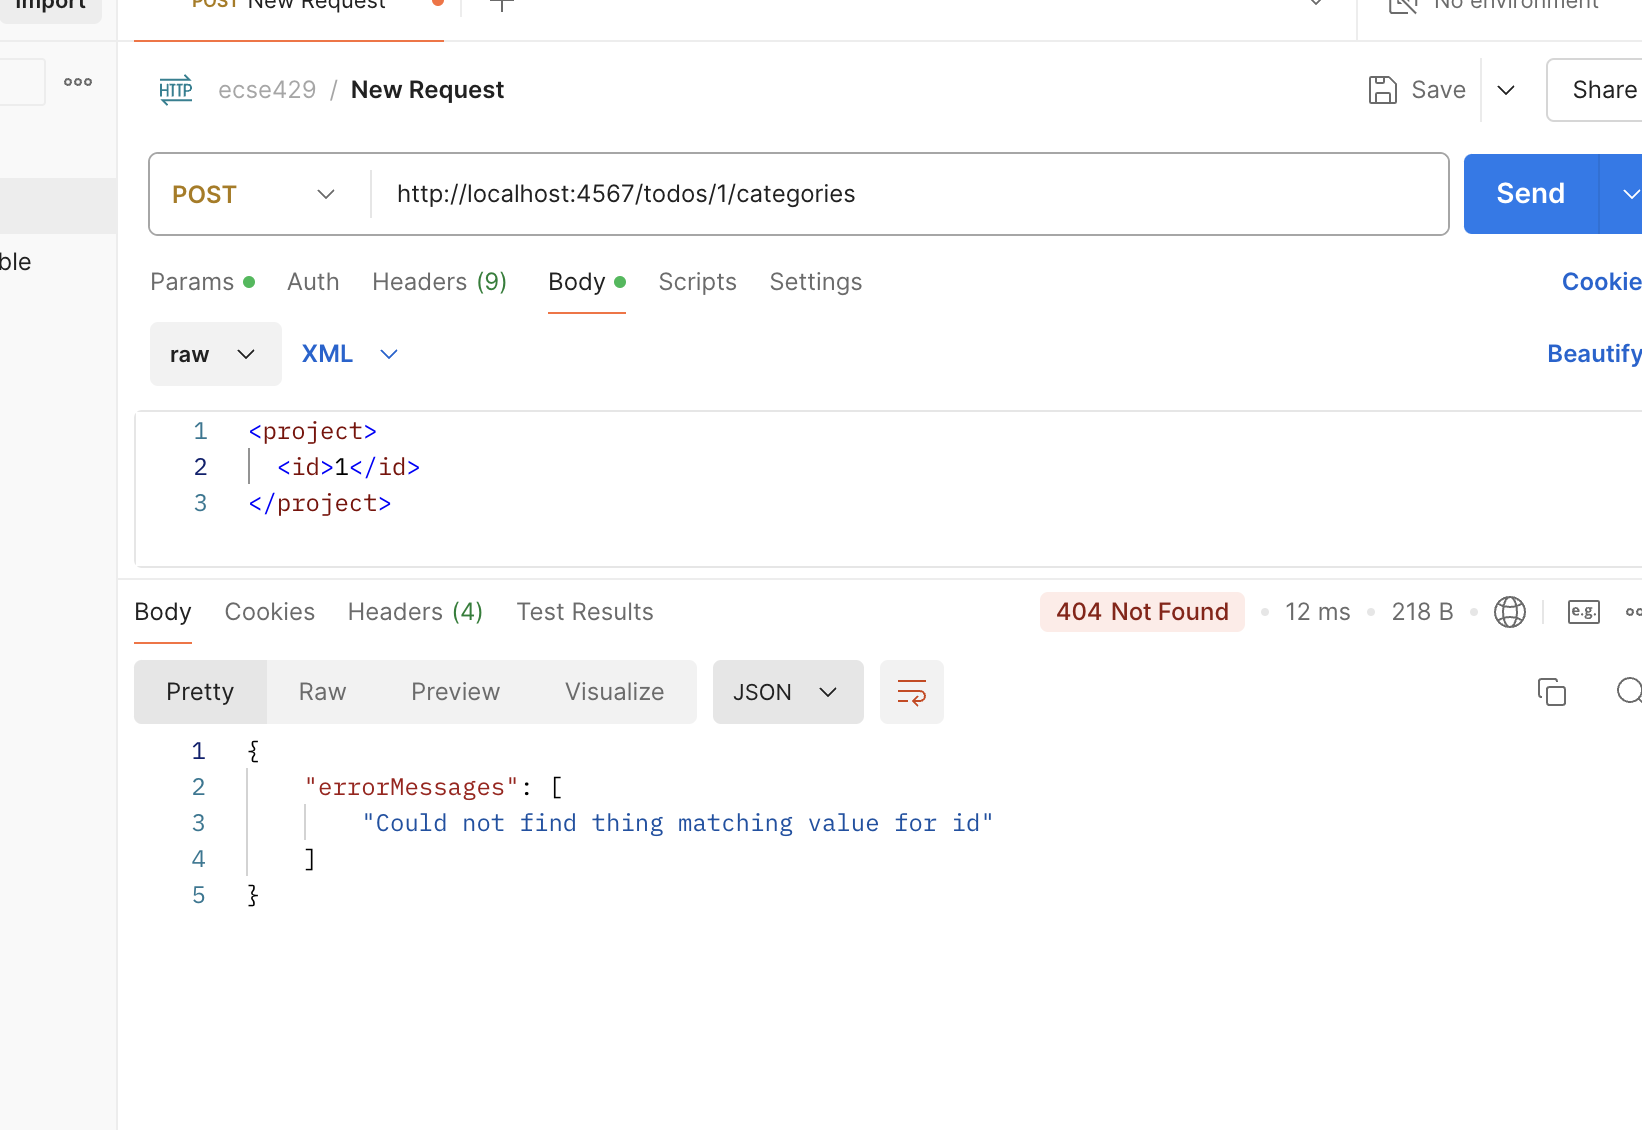 Import
POST New Request
No environment
HTTP ecse429 / New Request
Save
Share
POST http://localhost:4567/todos/1/categories
Send
ble
Params Auth Headers (9) Body Scripts Settings
Cookie
raw XML
Beautify
1 <project>
2 <id>1</id>
3 </project>
Body Cookies Headers (4) Test Results
404 Not Found 12 ms 218 B e.g.
Pretty Raw Preview Visualize JSON
1 {
2 "errorMessages": [
3 "Could not find thing matching value for id"
4 ]
5 }